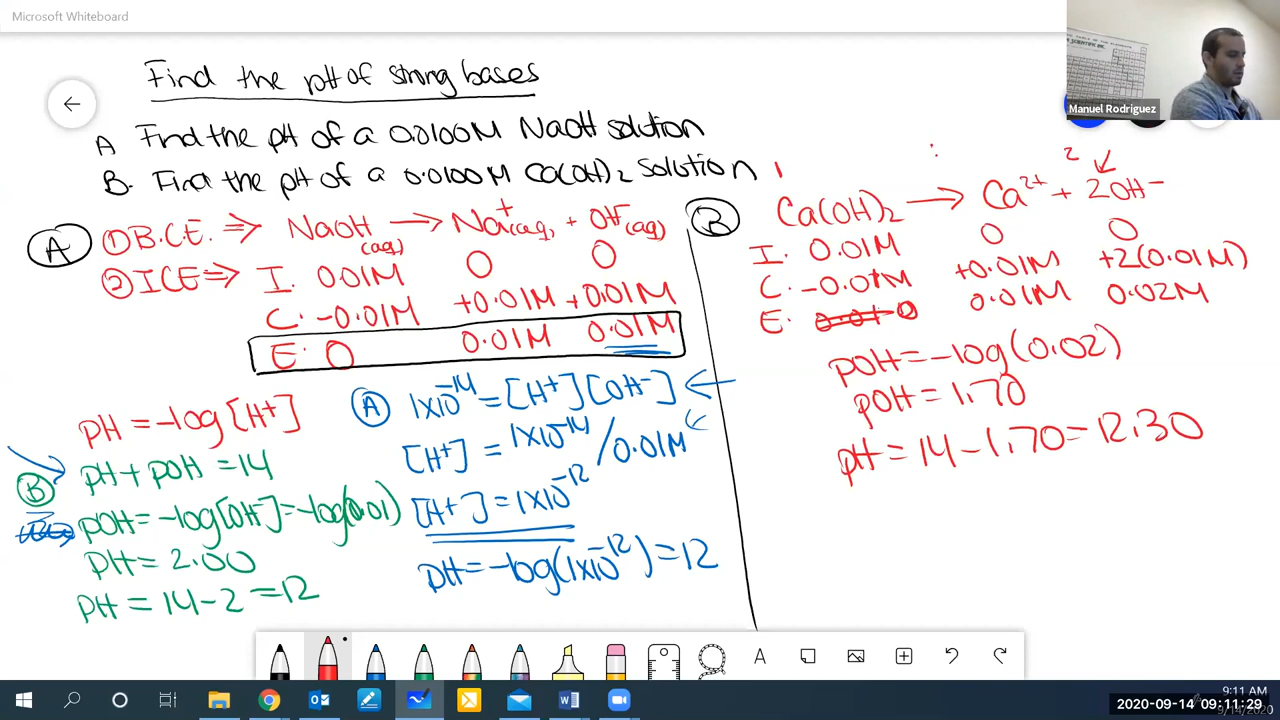 Microsoft Whiteboard
Find the pH of strong bases
A Find the pH of a 0.0100M NaOH solution
B. Find the pH of a 0.0100M Ca(OH)2 solution
Manuel Rodriguez
A ① B.C.E. ⇒ NaOH(aq) → Na+(aq) + OH-(aq)
② ICE ⇒ I. 0.01M 0 0
C: -0.01M +0.01M +0.01M
E: 0 0.01M 0.01M
pH = -log[H+]
B pH + pOH = 14
pOH = -log[OH-] = -log(0.01)
pH = 2.00
pH = 14 - 2 = 12
A 1x10^-14 = [H+][OH-] ←
[H+] = 1x10^-14 / 0.01M
[H+] = 1x10^-12
pH = -log(1x10^-12) = 12
B Ca(OH)2 → Ca2+ + 2OH-
2
I. 0.01M 0 0
C. -0.01M +0.01M +2(0.01M)
E. 0 0.01M 0.02M
pOH = -log(0.02)
pOH = 1.70
pH = 14 - 1.70 = 12.30
A
9:11 AM
2020-09-14 09:11:29